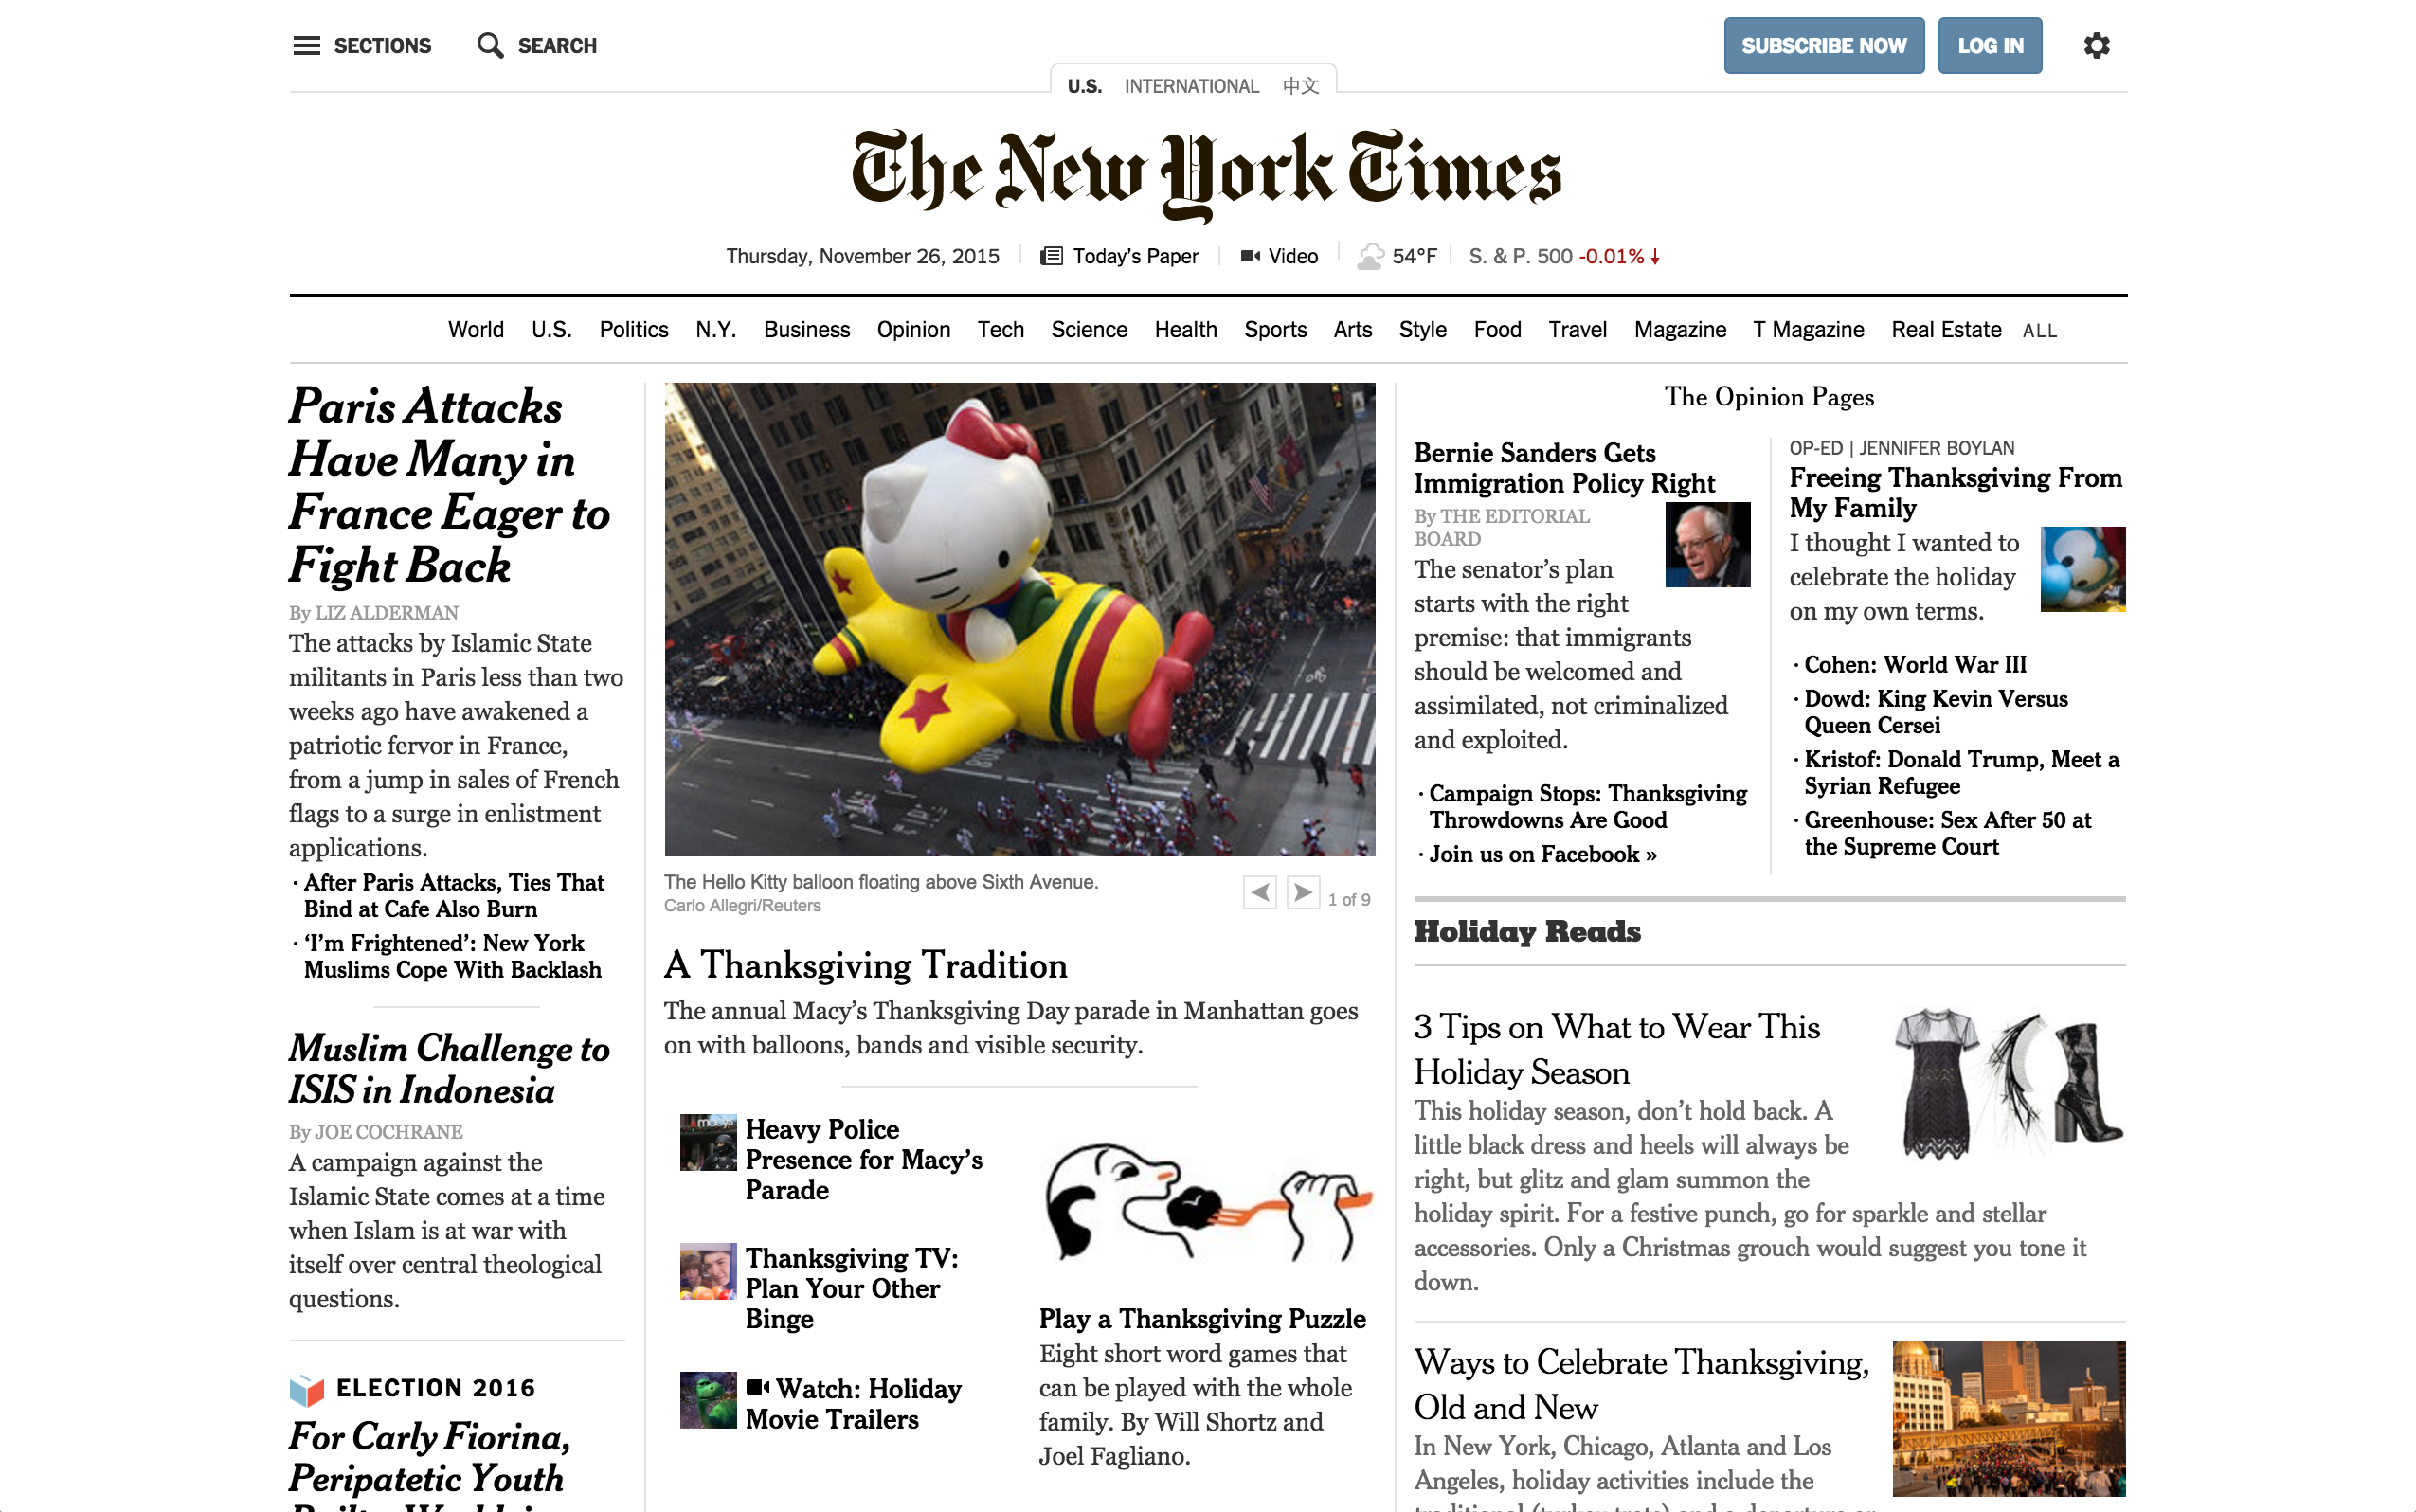 SECTIONS
SEARCH
SUBSCRIBE NOW
LOG IN
U.S. INTERNATIONAL 中文
The New York Times
Thursday, November 26, 2015
Today’s Paper
Video
54°F
S. & P. 500 -0.01%
World U.S. Politics N.Y. Business Opinion Tech Science Health Sports Arts Style Food Travel Magazine T Magazine Real Estate ALL
Paris Attacks
Have Many in
France Eager to
Fight Back
By LIZ ALDERMAN
The attacks by Islamic State
militants in Paris less than two
weeks ago have awakened a
patriotic fervor in France,
from a jump in sales of French
flags to a surge in enlistment
applications.
· After Paris Attacks, Ties That
Bind at Cafe Also Burn
· ‘I’m Frightened’: New York
Muslims Cope With Backlash
Muslim Challenge to
ISIS in Indonesia
By JOE COCHRANE
A campaign against the
Islamic State comes at a time
when Islam is at war with
itself over central theological
questions.
ELECTION 2016
For Carly Fiorina,
Peripatetic Youth
The Hello Kitty balloon floating above Sixth Avenue.
Carlo Allegri/Reuters
1 of 9
A Thanksgiving Tradition
The annual Macy’s Thanksgiving Day parade in Manhattan goes
on with balloons, bands and visible security.
macys
Heavy Police
Presence for Macy’s
Parade
Thanksgiving TV:
Plan Your Other
Binge
Watch: Holiday
Movie Trailers
Play a Thanksgiving Puzzle
Eight short word games that
can be played with the whole
family. By Will Shortz and
Joel Fagliano.
The Opinion Pages
Bernie Sanders Gets
Immigration Policy Right
By THE EDITORIAL
BOARD
The senator’s plan
starts with the right
premise: that immigrants
should be welcomed and
assimilated, not criminalized
and exploited.
· Campaign Stops: Thanksgiving
Throwdowns Are Good
· Join us on Facebook »
OP-ED | JENNIFER BOYLAN
Freeing Thanksgiving From
My Family
I thought I wanted to
celebrate the holiday
on my own terms.
· Cohen: World War III
· Dowd: King Kevin Versus
Queen Cersei
· Kristof: Donald Trump, Meet a
Syrian Refugee
· Greenhouse: Sex After 50 at
the Supreme Court
Holiday Reads
3 Tips on What to Wear This
Holiday Season
This holiday season, don’t hold back. A
little black dress and heels will always be
right, but glitz and glam summon the
holiday spirit. For a festive punch, go for sparkle and stellar
accessories. Only a Christmas grouch would suggest you tone it
down.
Ways to Celebrate Thanksgiving,
Old and New
In New York, Chicago, Atlanta and Los
Angeles, holiday activities include the
traditional (turkey trots) and a departure or